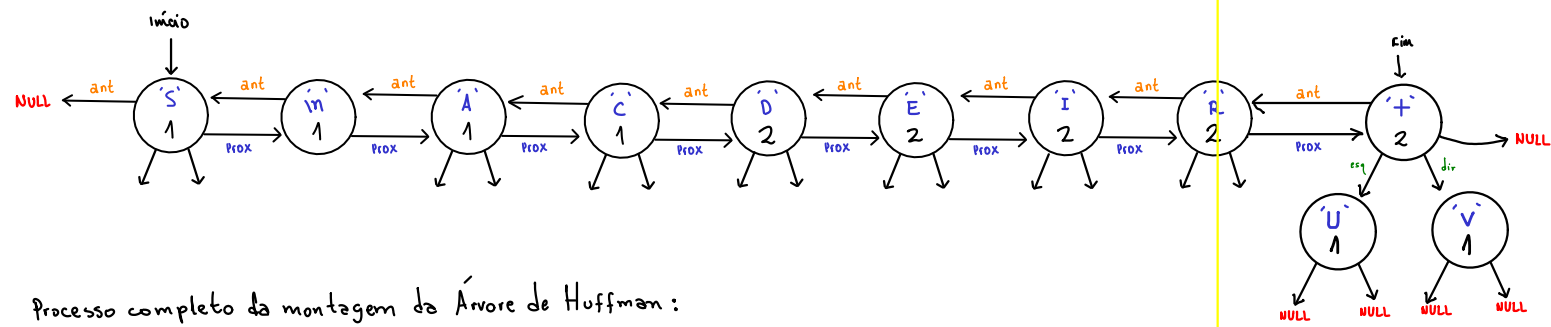 Início
Fim
NULL ant ant ant ant ant ant ant ant ant
'S' 'm' 'A' 'C' 'D' 'E' 'I' 'R' '+'
1 1 1 1 2 2 2 2 2
Prox Prox Prox Prox Prox Prox Prox Prox NULL
esq dir
'U' 'V'
1 1
NULL NULL NULL NULL
Processo completo da montagem da Árvore de Huffman: